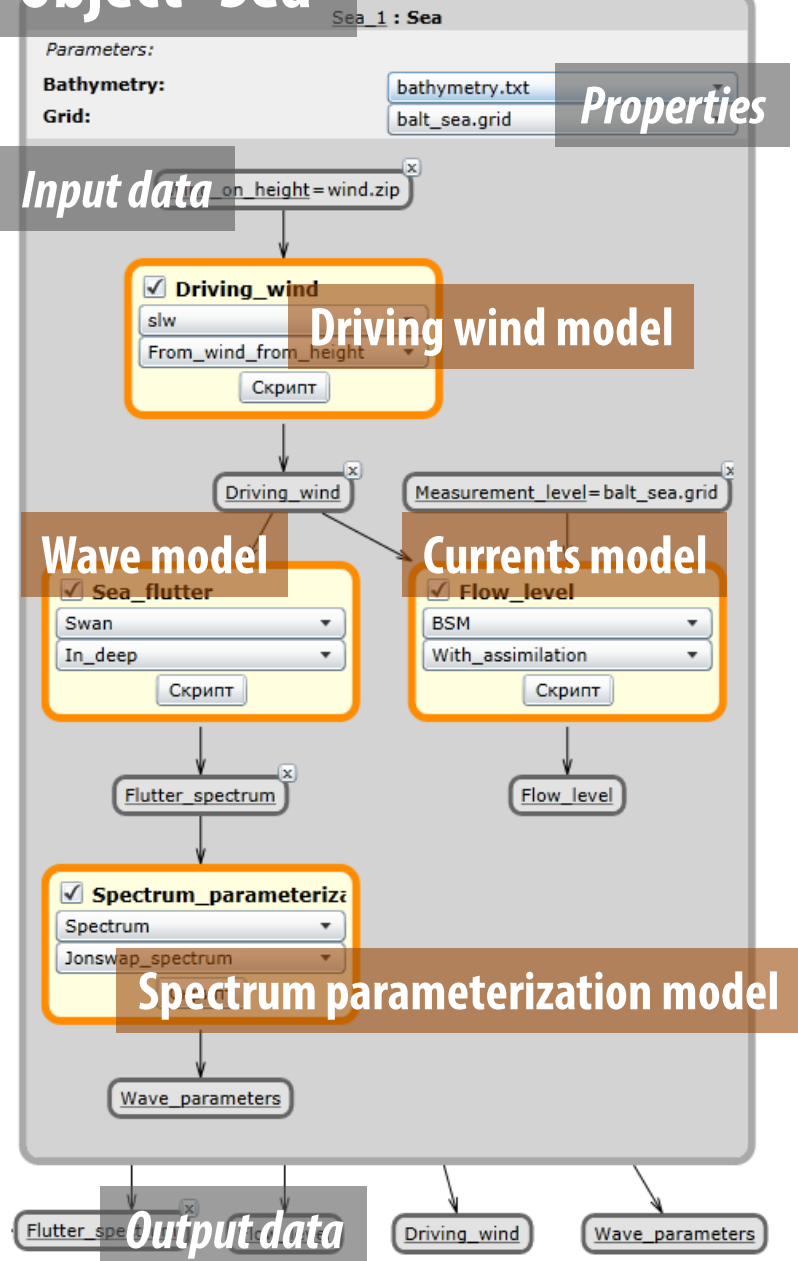 Object "Sea"
Sea_1 : Sea
Parameters:
Bathymetry:
bathymetry.txt
Properties
Grid:
balt_sea.grid
Input data
_on_height=wind.zip
x
Driving_wind
slw
Driving wind model
From_wind_from_height
Скрипт
x
Driving_wind
x
Measurement_level=balt_sea.grid
Wave model
Currents model
Sea_flutter
Flow_level
Swan
BSM
In_deep
With_assimilation
Скрипт
Скрипт
x
Flutter_spectrum
Flow_level
Spectrum_parameteriza
Spectrum
Jonswap_spectrum
Spectrum parameterization model
Wave_parameters
x
Flutter_spe
Output data
Driving_wind
Wave_parameters